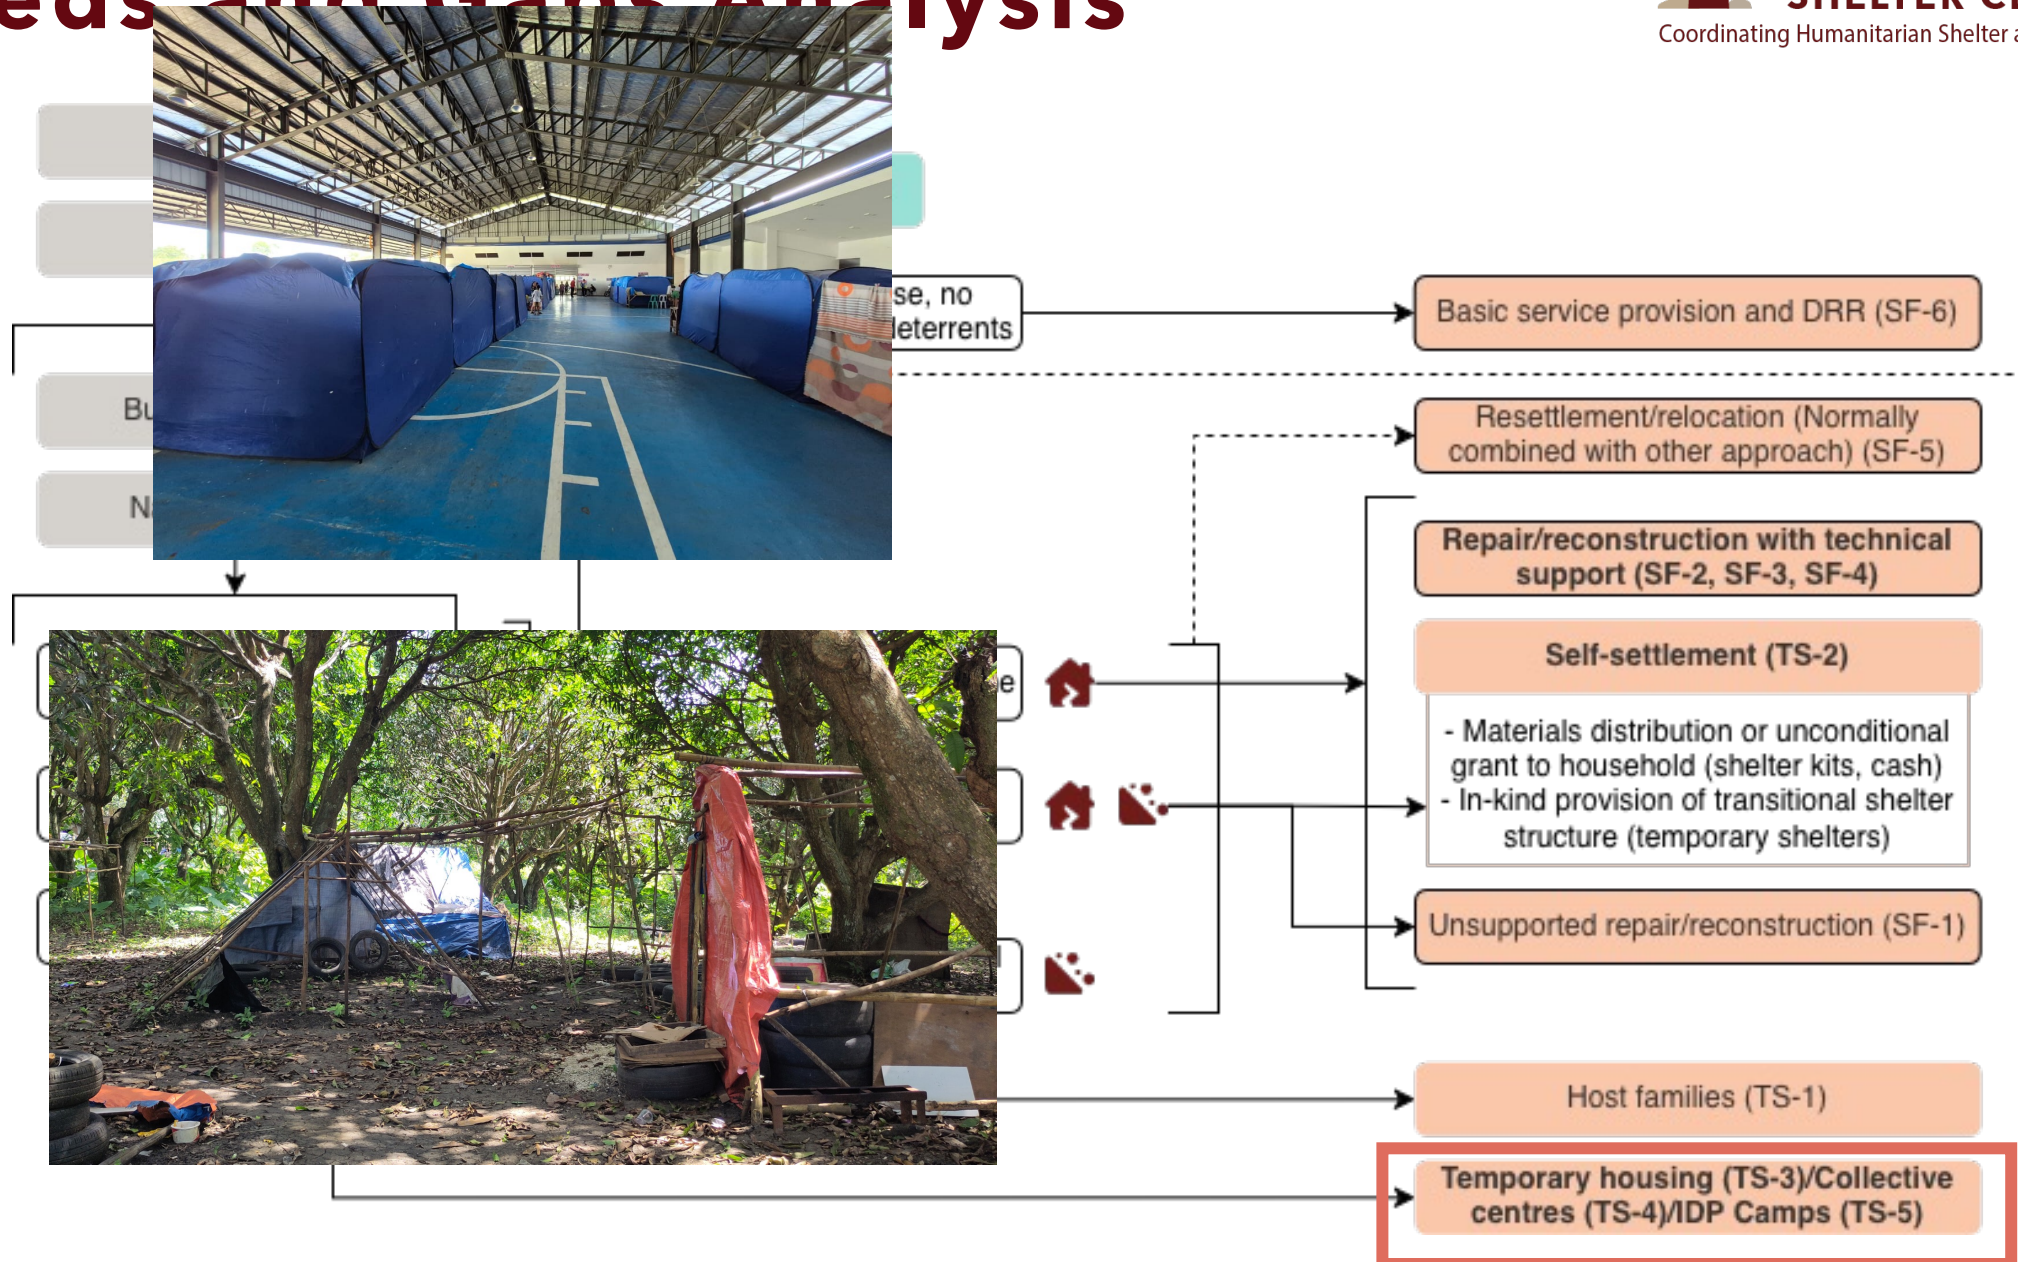 Analysis
Coordinating Humanitarian Shelter
se, no
deterrents
Basic service provision and DRR (SF-6)
Resettlement/relocation (Normally
combined with other approach) (SF-5)
Repair/reconstruction with technical
support (SF-2, SF-3, SF-4)
Self-settlement (TS-2)
- Materials distribution or unconditional
grant to household (shelter kits, cash)
- In-kind provision of transitional shelter
structure (temporary shelters)
Unsupported repair/reconstruction (SF-1)
Host families (TS-1)
Temporary housing (TS-3)/Collective
centres (TS-4)/IDP Camps (TS-5)